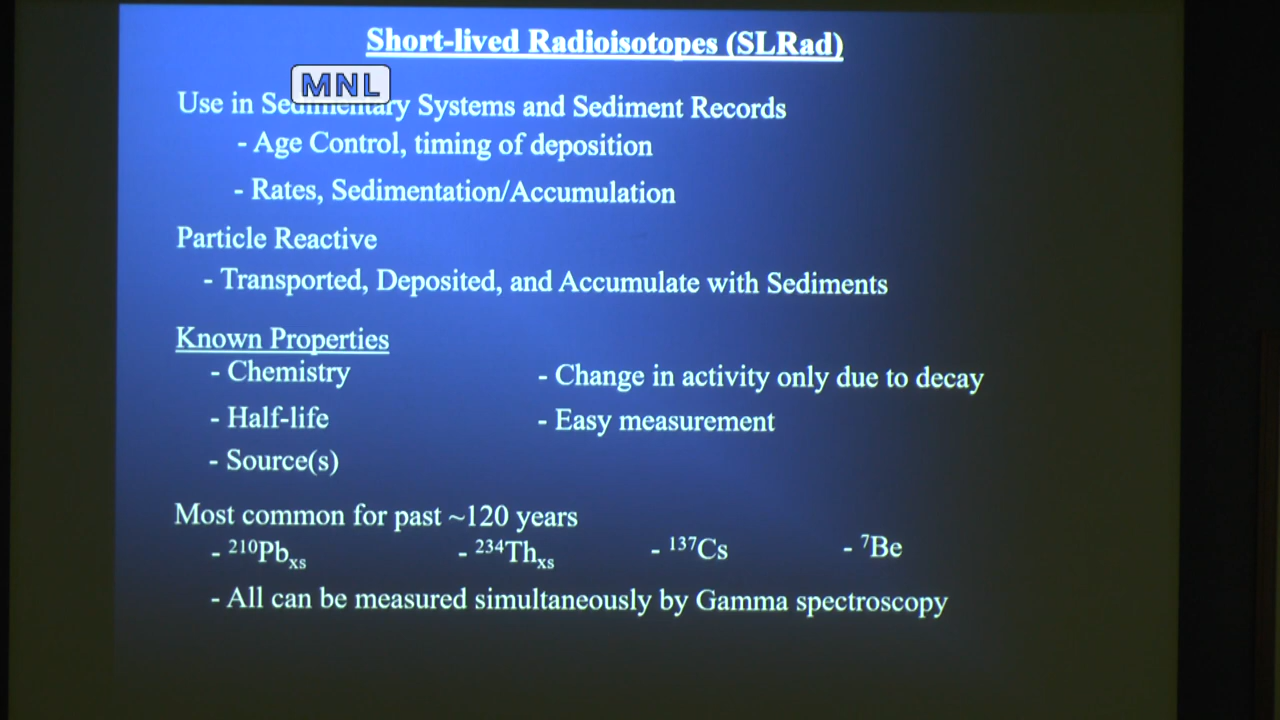 Short-lived Radioisotopes (SLRad)
MNL
Use in Sedimentary Systems and Sediment Records
- Age Control, timing of deposition
- Rates, Sedimentation/Accumulation
Particle Reactive
- Transported, Deposited, and Accumulate with Sediments
Known Properties
- Chemistry
- Change in activity only due to decay
- Half-life
- Easy measurement
- Source(s)
Most common for past ~120 years
- ²¹⁰Pbₓₛ - ²³⁴Thₓₛ - ¹³⁷Cs - ⁷Be
- All can be measured simultaneously by Gamma spectroscopy